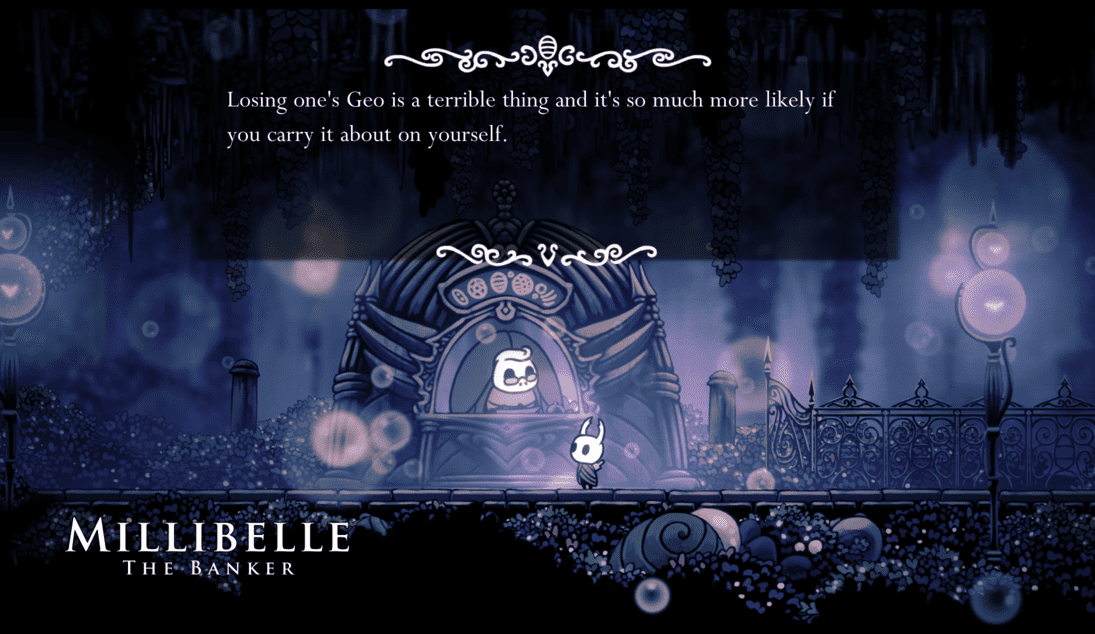 Losing one's Geo is a terrible thing and it's so much more likely if
you carry it about on yourself.
MILLIBELLE
THE BANKER